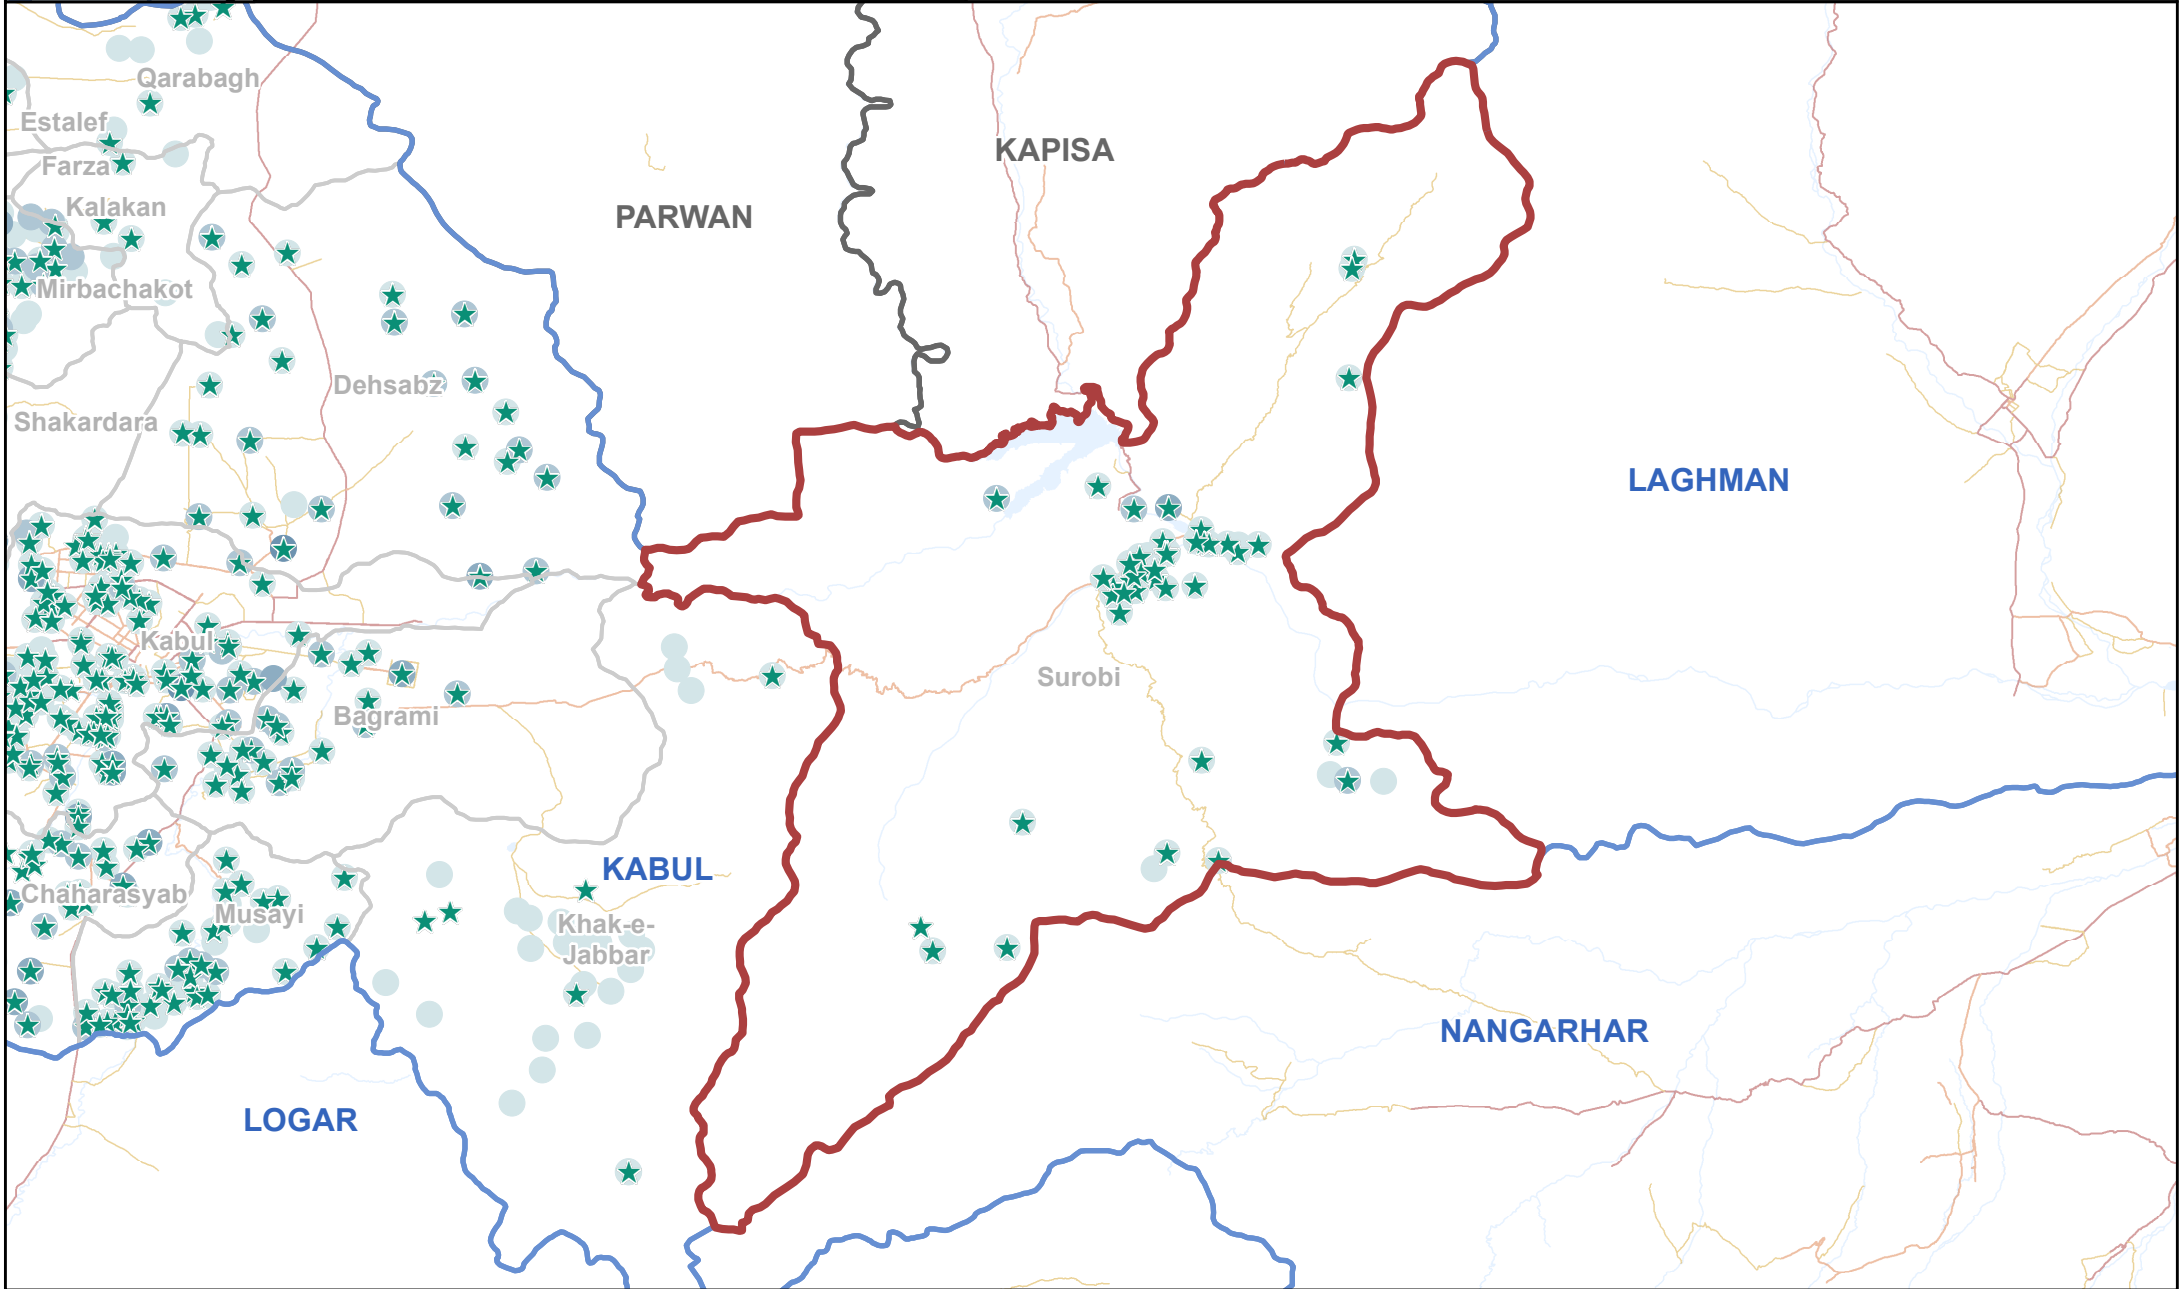 Qarabagh
Estalef
KAPISA
Farza
Kalakan
PARWAN
Mirbachakot
Dehsabz
Shakardara
LAGHMAN
Kabul
Surobi
Bagrami
KABUL
Chaharasyab
Musayi
Khak-e-
Jabbar
NANGARHAR
LOGAR